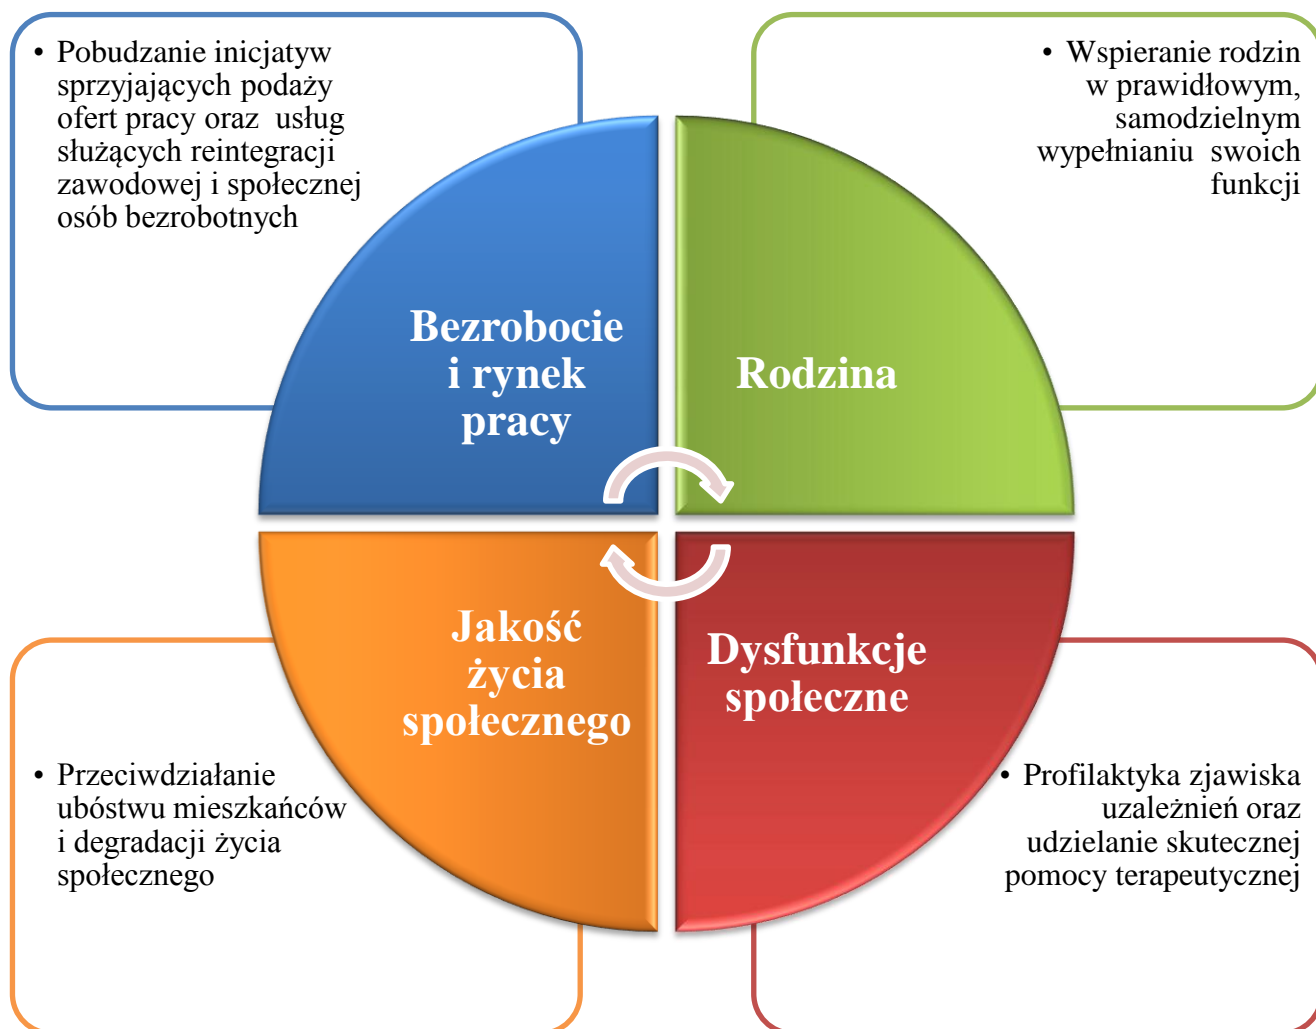 • Pobudzanie inicjatyw
sprzyjających podaży
ofert pracy oraz  usług
służących reintegracji
zawodowej i społecznej
osób bezrobotnych
• Wspieranie rodzin
w prawidłowym,
samodzielnym
wypełnianiu  swoich
funkcji
Bezrobocie
i rynek
pracy
Rodzina
Jakość
życia
społecznego
Dysfunkcje
społeczne
• Przeciwdziałanie
ubóstwu mieszkańców
i degradacji życia
społecznego
• Profilaktyka zjawiska
uzależnień oraz
udzielanie skutecznej
pomocy terapeutycznej